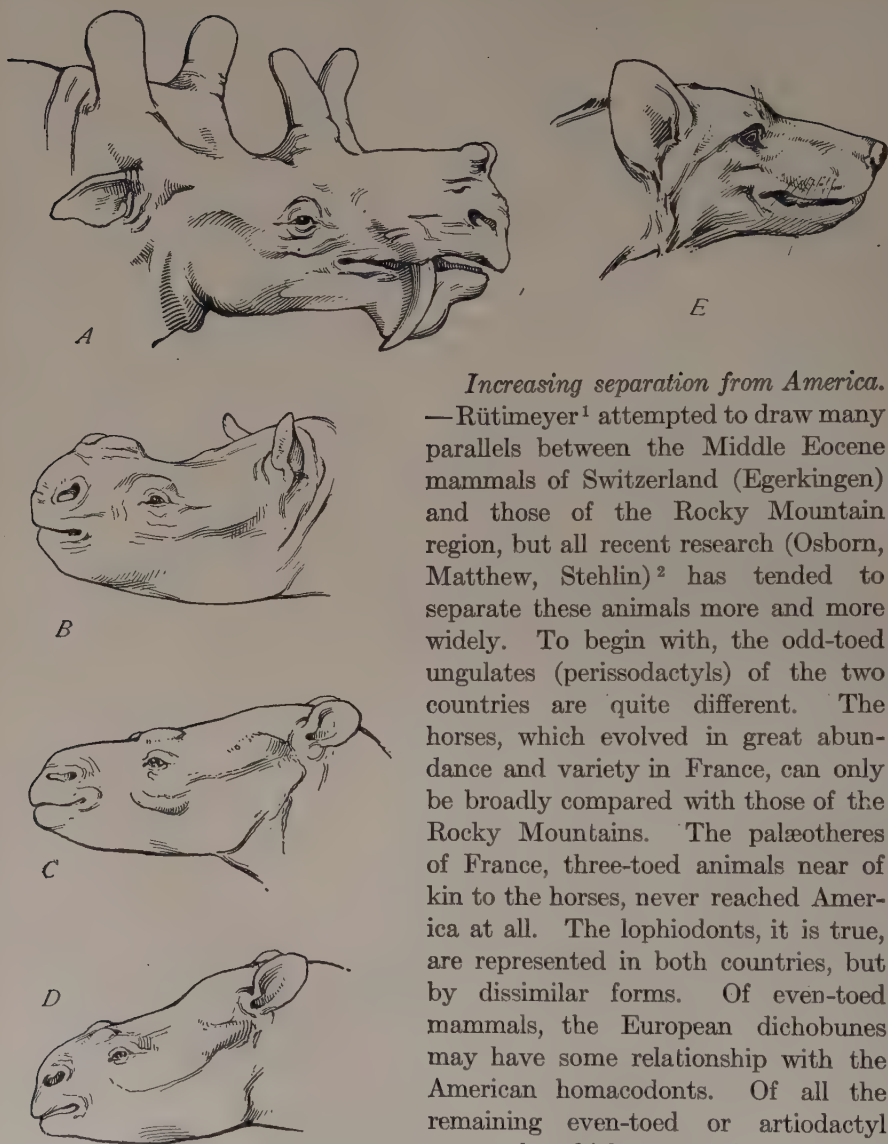 A
E
B
C
D
Increasing separation from America.
—Rütimeyer¹ attempted to draw many
parallels between the Middle Eocene
mammals of Switzerland (Egerkingen)
and those of the Rocky Mountain
region, but all recent research (Osborn,
Matthew, Stehlin)² has tended to
separate these animals more and more
widely. To begin with, the odd-toed
ungulates (perissodactyls) of the two
countries are quite different. The
horses, which evolved in great abun-
dance and variety in France, can only
be broadly compared with those of the
Rocky Mountains. The palæotheres
of France, three-toed animals near of
kin to the horses, never reached Amer-
ica at all. The lophiodonts, it is true,
are represented in both countries, but
by dissimilar forms. Of even-toed
mammals, the European dichobunes
may have some relationship with the
American homacodonts. Of all the
remaining even-toed or artiodactyl